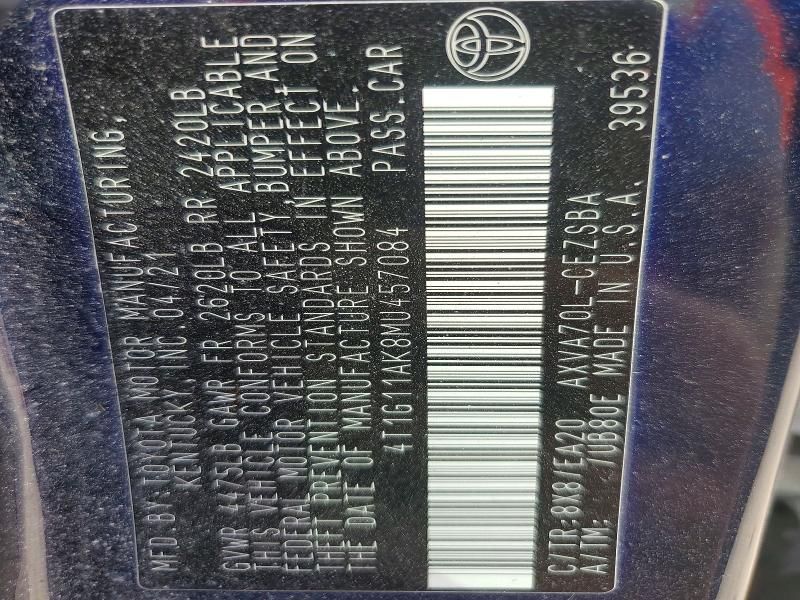 MFD BY:TOYOTA MOTOR MANUFACTURING,
KENTUCKY, INC.04/21
GVWR 4475LB GAWR FR 2620LB RR 2420LB
THIS VEHICLE CONFORMS TO ALL APPLICABLE
FEDERAL MOTOR VEHICLE SAFETY,BUMPER AND
THEFT PREVENTION STANDARDS IN EFFECT ON
THE DATE OF MANUFACTURE SHOWN ABOVE.
4T1G11AK8MU457084 PASS.CAR
C/TR:8X8/EA20 AXVA70L-CEZSBA
A/TM: /UB80E MADE IN U.S.A. 39536